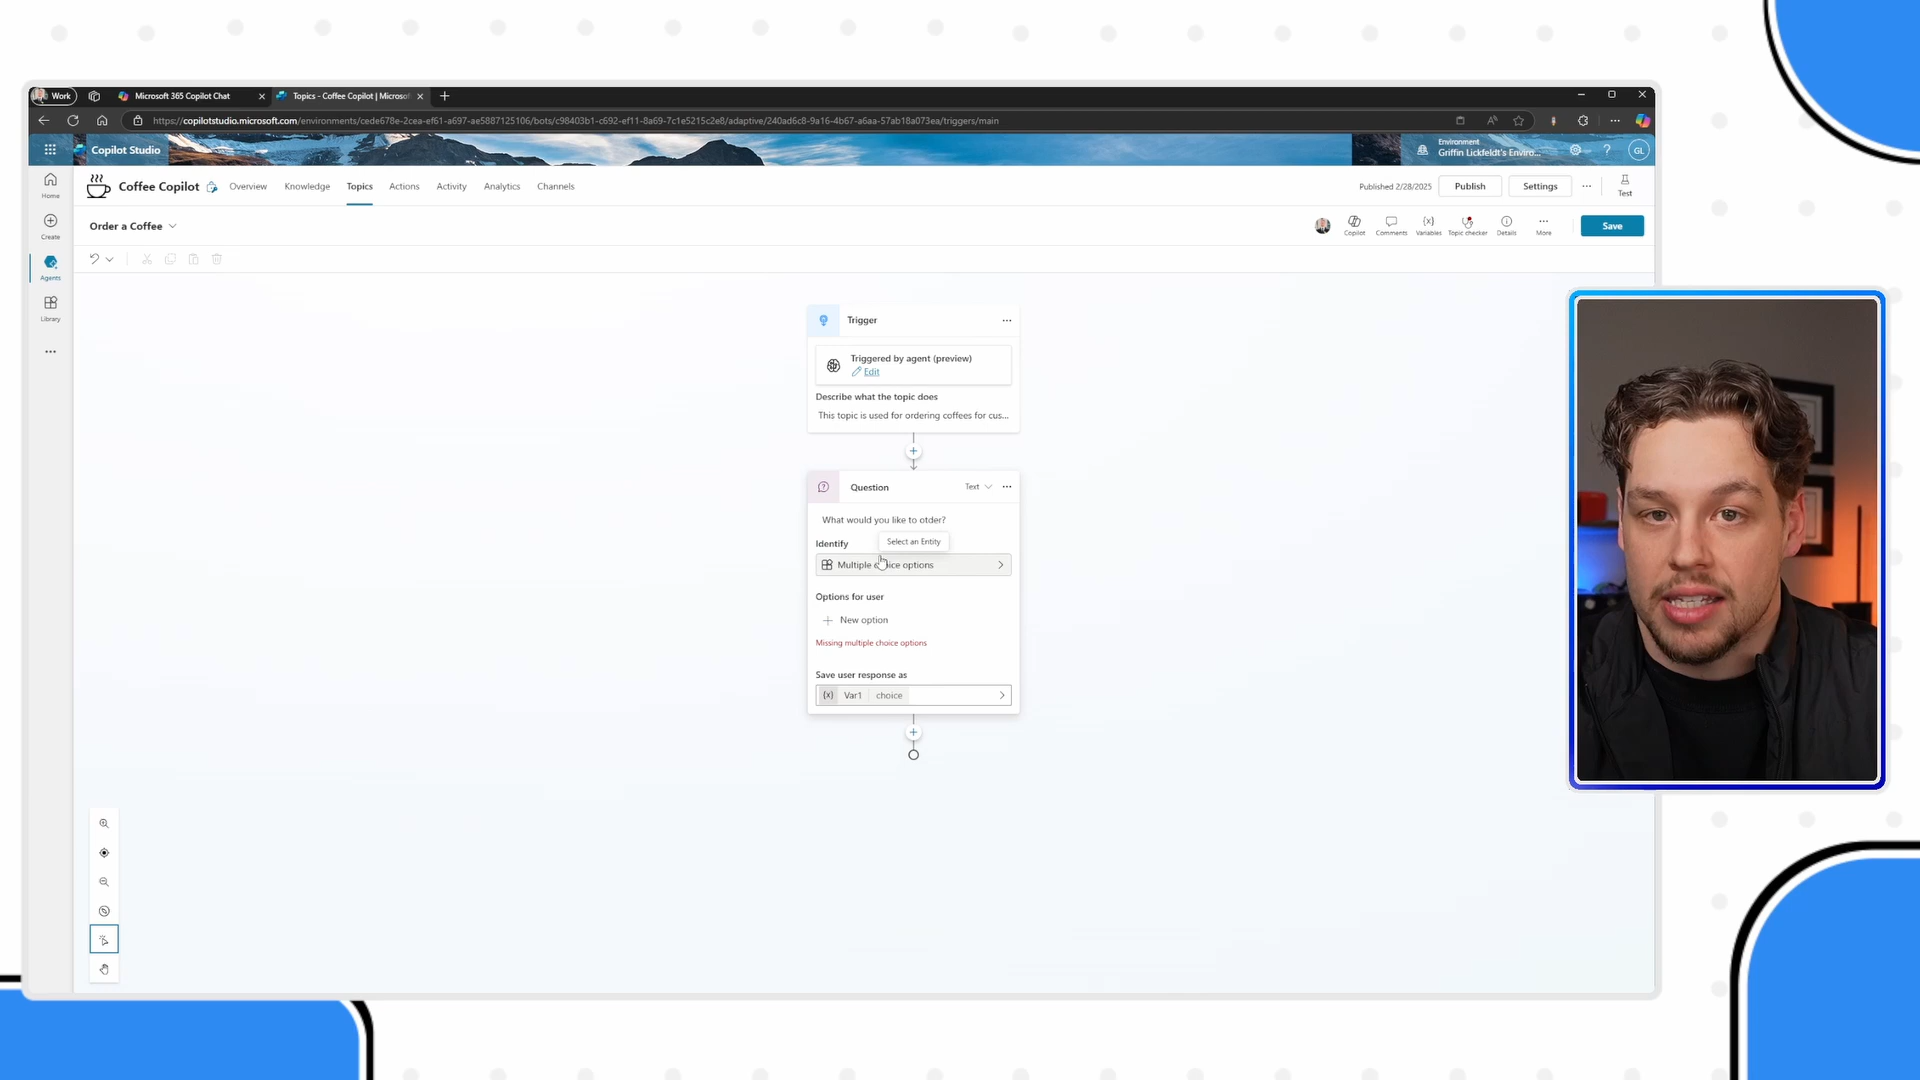 Work
Microsoft 365 Copilot Chat
Topics - Coffee Copilot | Microsof
https://copilotstudio.microsoft.com/environments/cede678e-2cea-ef61-a697-ae5887125106/bots/c98403b1-c692-ef11-8a69-7c1e5215c2e8/adaptive/240ad6c8-9a16-4b67-a6aa-57ab18a073ea/triggers/main
Copilot Studio
Environment
Griffin Lickfeldt's Enviro...
?
GL
Home
Create
Agents
Library
Coffee Copilot
Overview
Knowledge
Topics
Actions
Activity
Analytics
Channels
Published 2/28/2025
Publish
Settings
Test
Order a Coffee
Copilot
Comments
Variables
Topic checker
Details
More
Save
Trigger
Triggered by agent (preview)
Edit
Describe what the topic does
This topic is used for ordering coffees for cus...
Question
Text
What would you like to otder?
Select an Entity
Identify
Multiple choice options
Options for user
New option
Missing multiple choice options
Save user response as
{x} Var1 choice